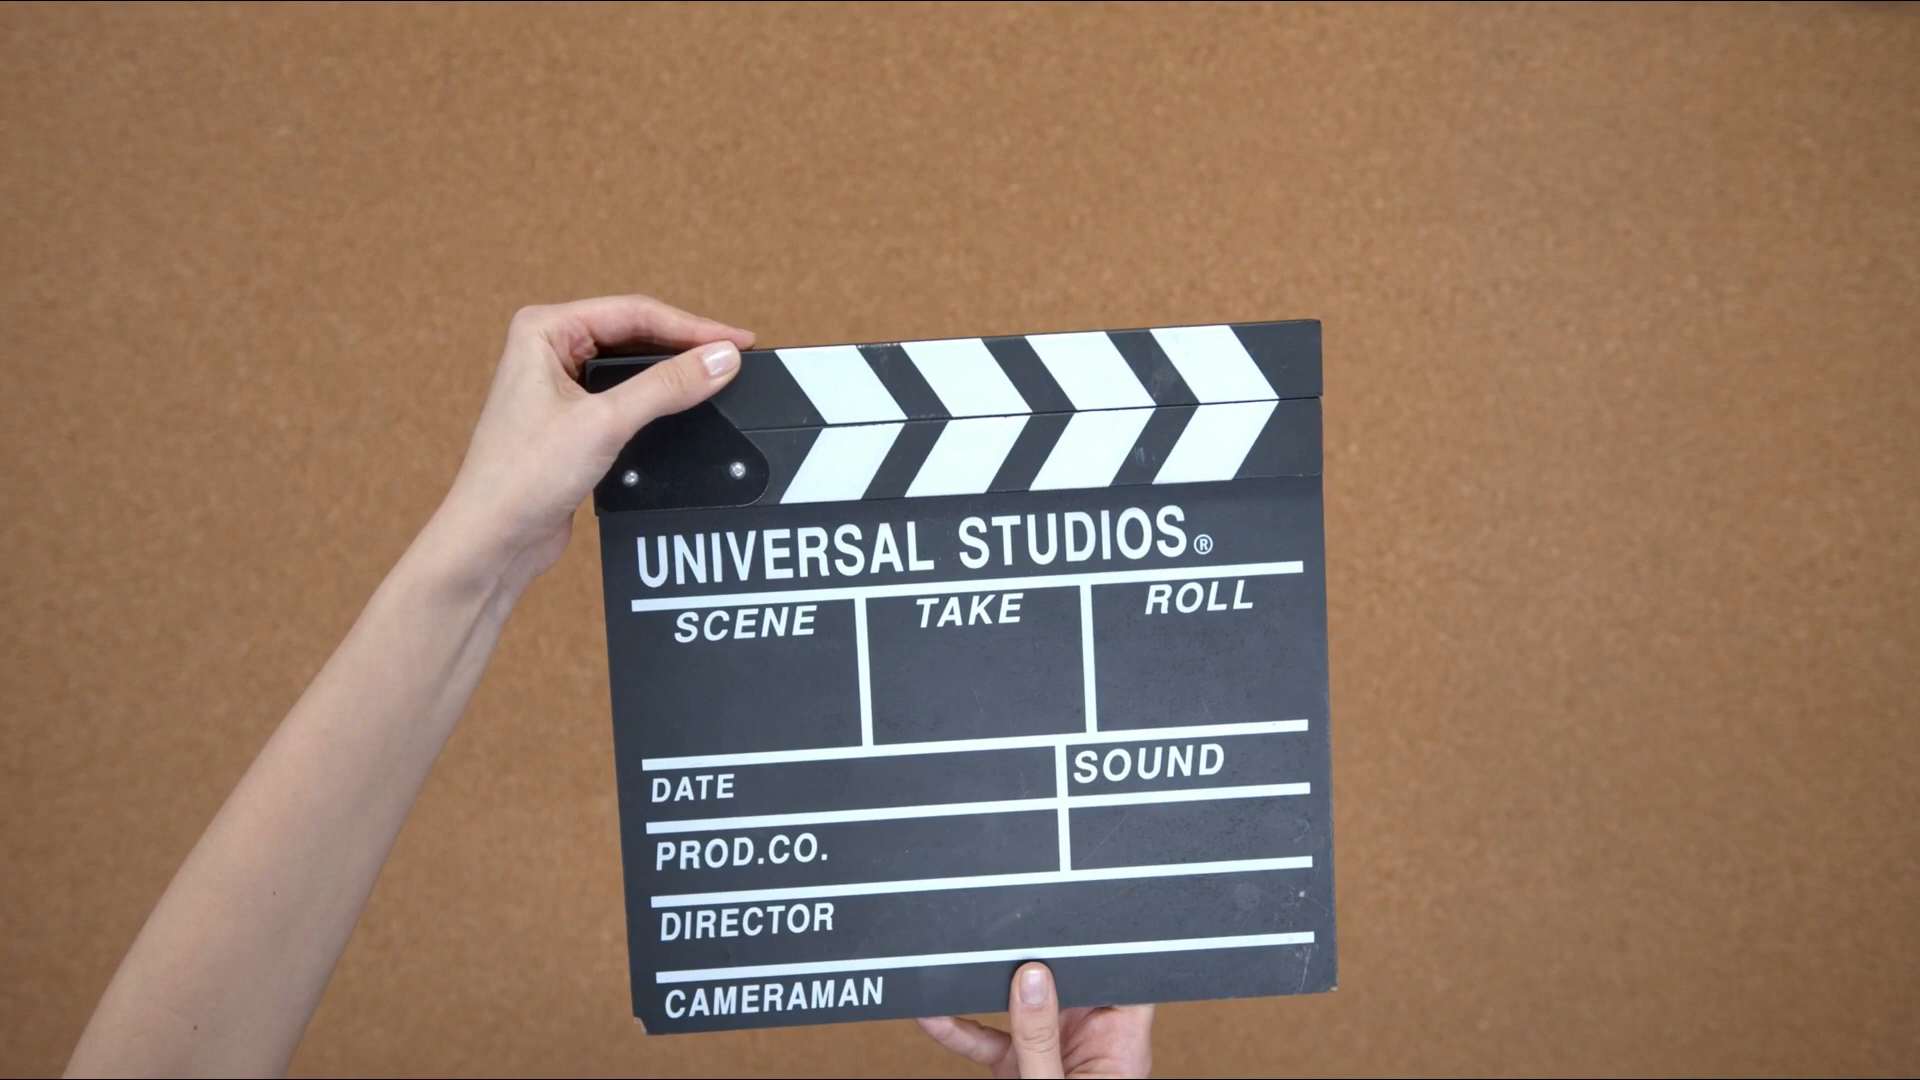 UNIVERSAL STUDIOS®
SCENE TAKE ROLL
DATE SOUND
PROD.CO.
DIRECTOR
CAMERAMAN